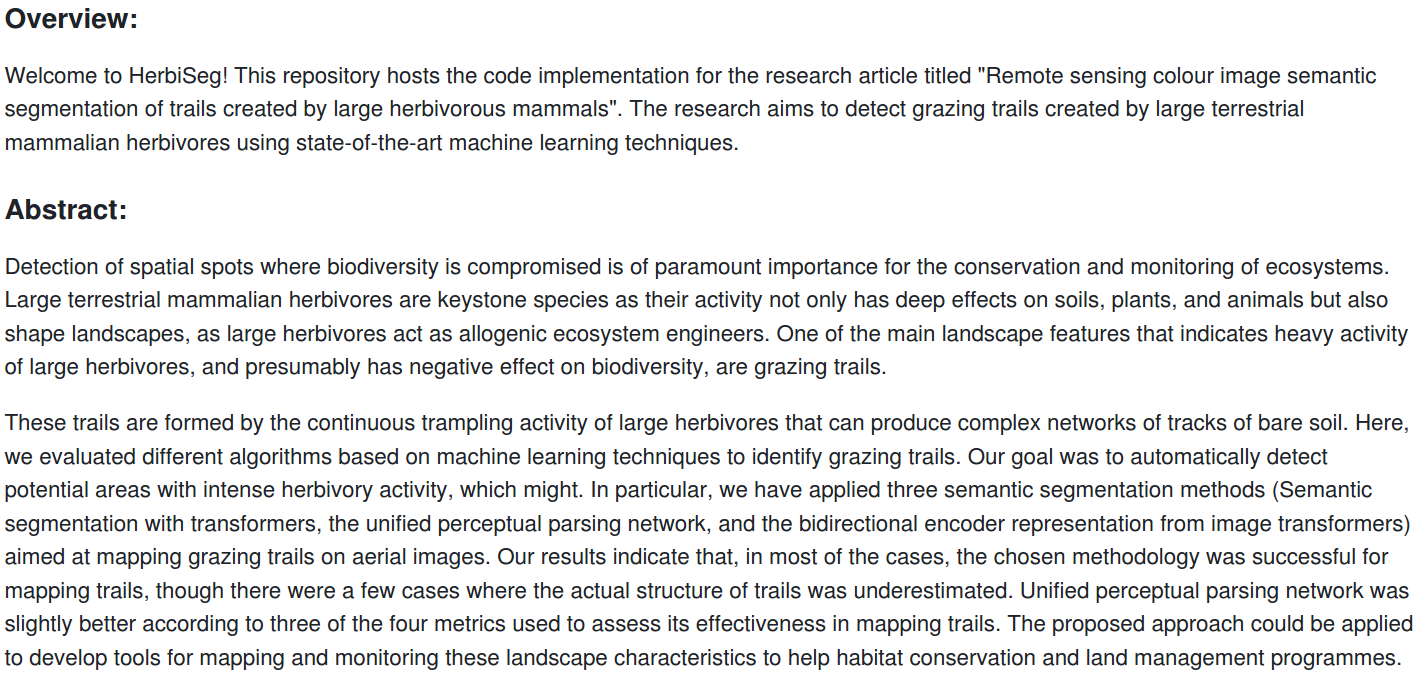 Overview:
Welcome to HerbiSeg! This repository hosts the code implementation for the research article titled "Remote sensing colour image semantic
segmentation of trails created by large herbivorous mammals". The research aims to detect grazing trails created by large terrestrial
mammalian herbivores using state-of-the-art machine learning techniques.
Abstract:
Detection of spatial spots where biodiversity is compromised is of paramount importance for the conservation and monitoring of ecosystems.
Large terrestrial mammalian herbivores are keystone species as their activity not only has deep effects on soils, plants, and animals but also
shape landscapes, as large herbivores act as allogenic ecosystem engineers. One of the main landscape features that indicates heavy activity
of large herbivores, and presumably has negative effect on biodiversity, are grazing trails.
These trails are formed by the continuous trampling activity of large herbivores that can produce complex networks of tracks of bare soil. Here,
we evaluated different algorithms based on machine learning techniques to identify grazing trails. Our goal was to automatically detect
potential areas with intense herbivory activity, which might. In particular, we have applied three semantic segmentation methods (Semantic
segmentation with transformers, the unified perceptual parsing network, and the bidirectional encoder representation from image transformers)
aimed at mapping grazing trails on aerial images. Our results indicate that, in most of the cases, the chosen methodology was successful for
mapping trails, though there were a few cases where the actual structure of trails was underestimated. Unified perceptual parsing network was
slightly better according to three of the four metrics used to assess its effectiveness in mapping trails. The proposed approach could be applied
to develop tools for mapping and monitoring these landscape characteristics to help habitat conservation and land management programmes.